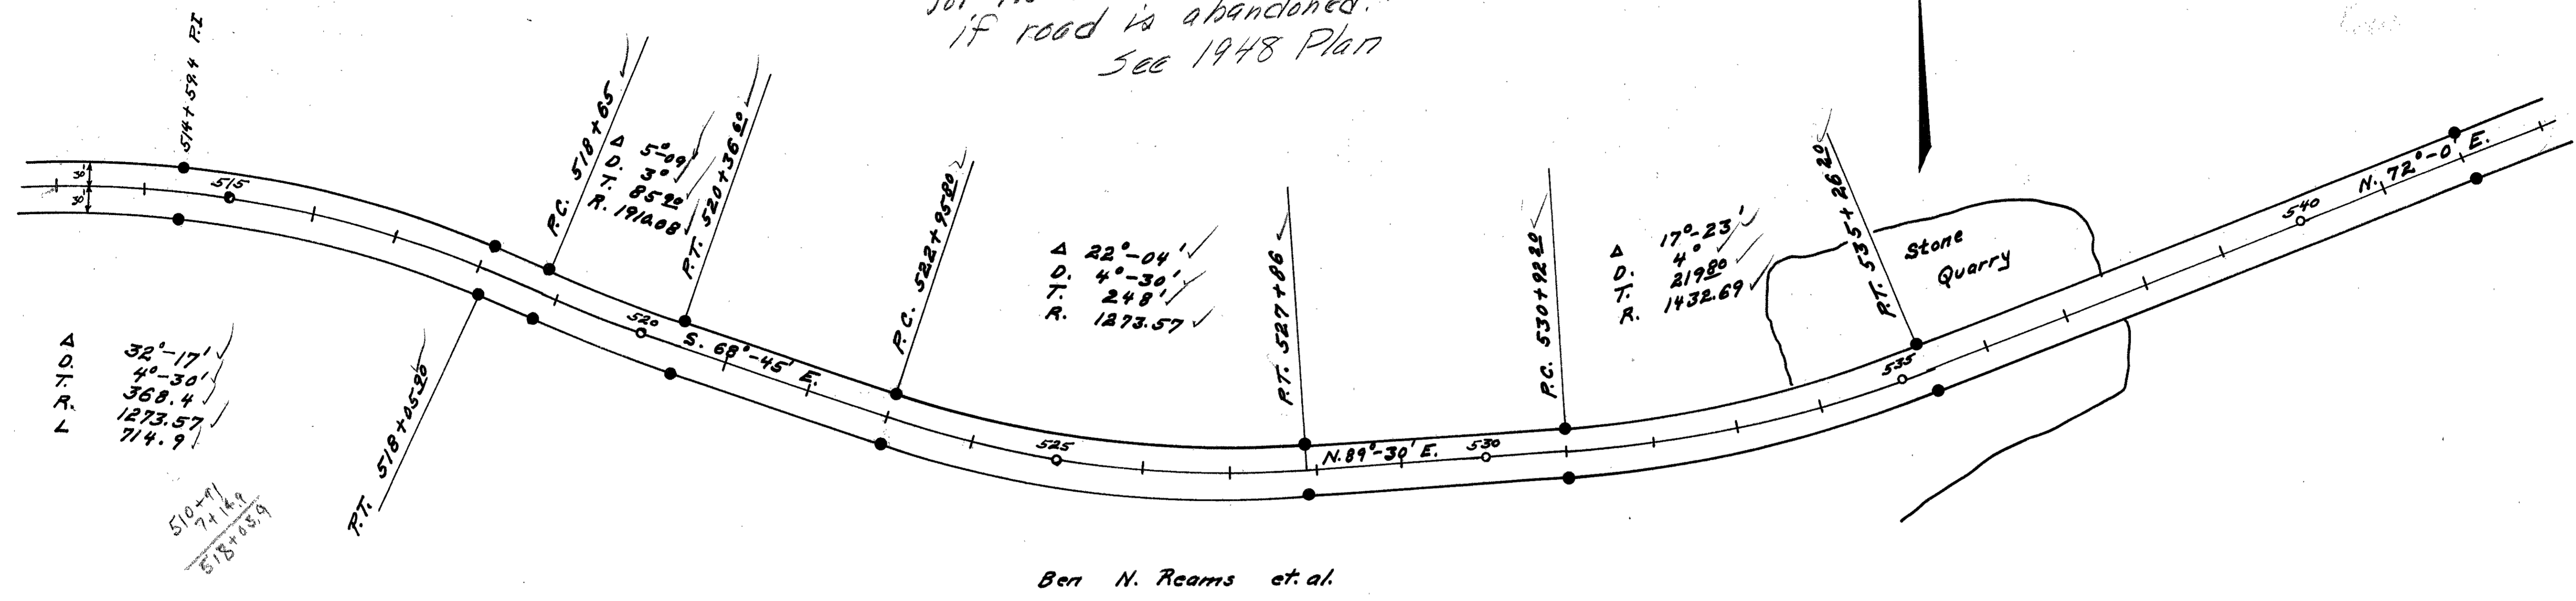 if road is abandoned.
See 1948 Plan
514+59.4 P.I
36'
36'
515
P.C. 518+65
Δ 5°-09'
D. 3°
T. 85.90
R. 1910.08
P.T. 520+36.60
P.C. 522+95.80
Δ 22°-04'
D. 4°-30'
T. 248'
R. 1273.57
P.T. 527+86
P.C. 530+92.20
Δ 17°-23'
D. 4°
T. 219.80
R. 1432.69
P.T. 535+26.20
Stone
Quarry
N. 72°-0' E.
540
520
S. 68°-45' E.
525
N. 89°-30' E.
530
535
Δ 32°-17'
D. 4°-30'
T. 368.4
R. 1273.57
L 714.9
P.T. 518+05.90
510+91
7+14.9
518+05.9
Ben N. Reams et. al.